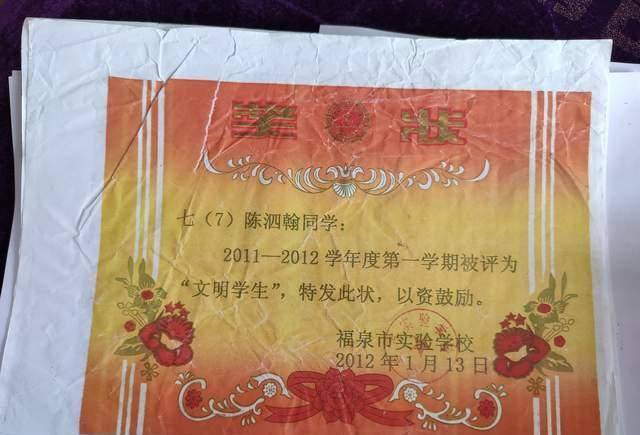 奖状
七（7）陈泗翰同学：
2011—2012 学年度第一学期被评为
“文明学生”，特发此状，以资鼓励。
福泉市实验学校
2012 年 1 月 13 日